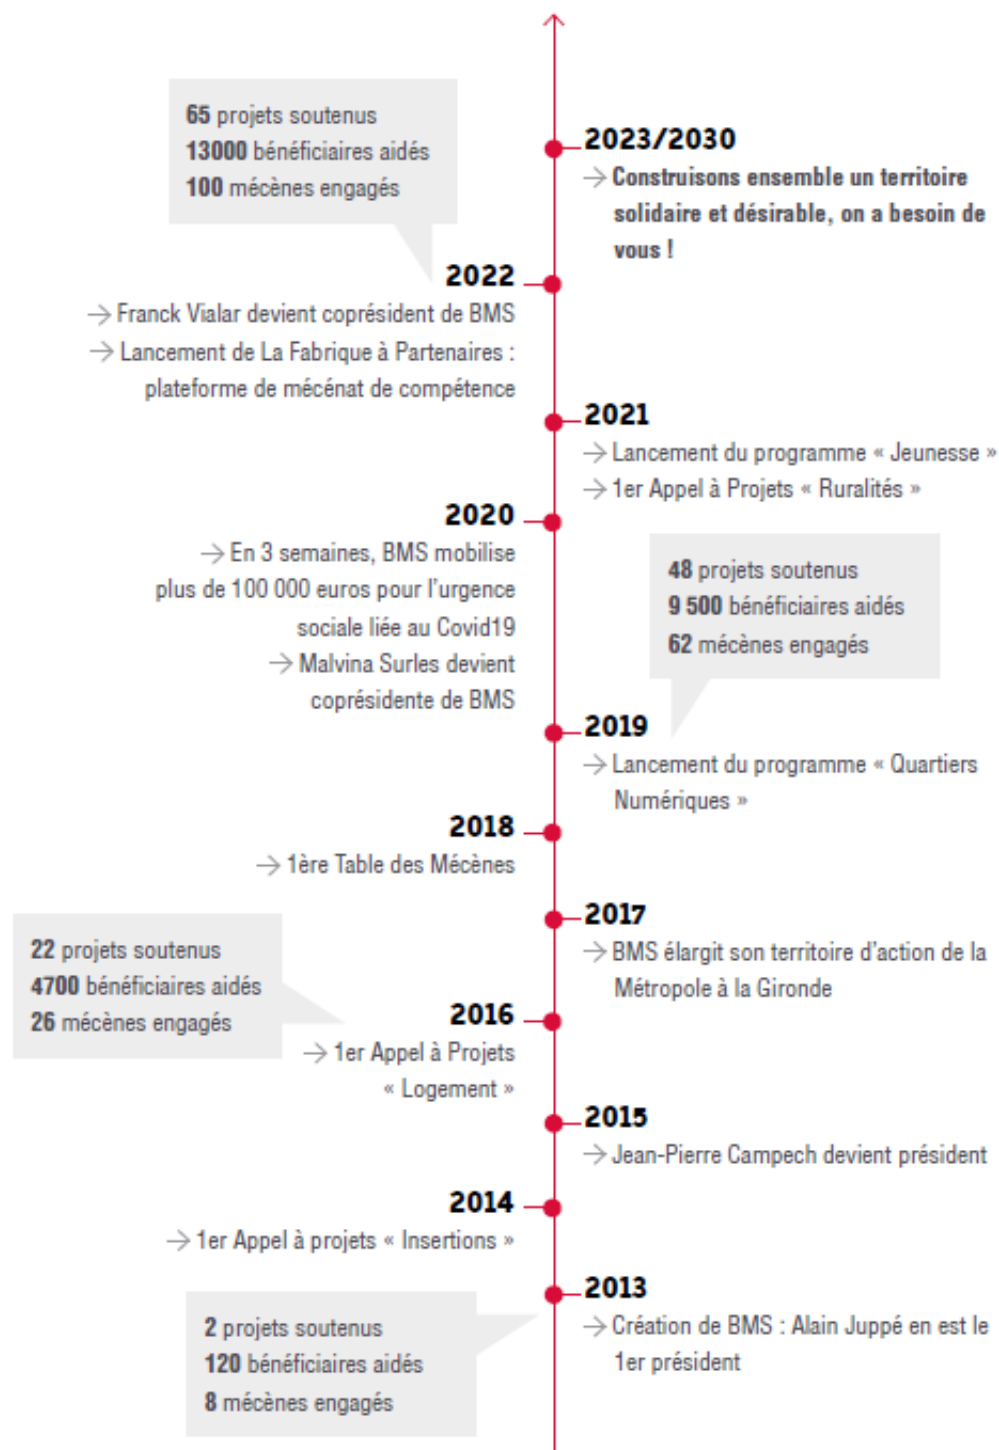 65 projets soutenus
13000 bénéficiaires aidés
100 mécènes engagés
2023/2030
→ Construisons ensemble un territoire
solidaire et désirable, on a besoin de
vous !
2022
→ Franck Vialar devient coprésident de BMS
→ Lancement de La Fabrique à Partenaires :
plateforme de mécénat de compétence
2021
→ Lancement du programme « Jeunesse »
→ 1er Appel à Projets « Ruralités »
2020
→ En 3 semaines, BMS mobilise
plus de 100 000 euros pour l'urgence
sociale liée au Covid19
→ Malvina Surles devient
coprésidente de BMS
48 projets soutenus
9 500 bénéficiaires aidés
62 mécènes engagés
2019
→ Lancement du programme « Quartiers
Numériques »
2018
→ 1ère Table des Mécènes
2017
→ BMS élargit son territoire d'action de la
Métropole à la Gironde
22 projets soutenus
4700 bénéficiaires aidés
26 mécènes engagés
2016
→ 1er Appel à Projets
« Logement »
2015
→ Jean-Pierre Campech devient président
2014
→ 1er Appel à projets « Insertions »
2013
→ Création de BMS : Alain Juppé en est le
1er président
2 projets soutenus
120 bénéficiaires aidés
8 mécènes engagés